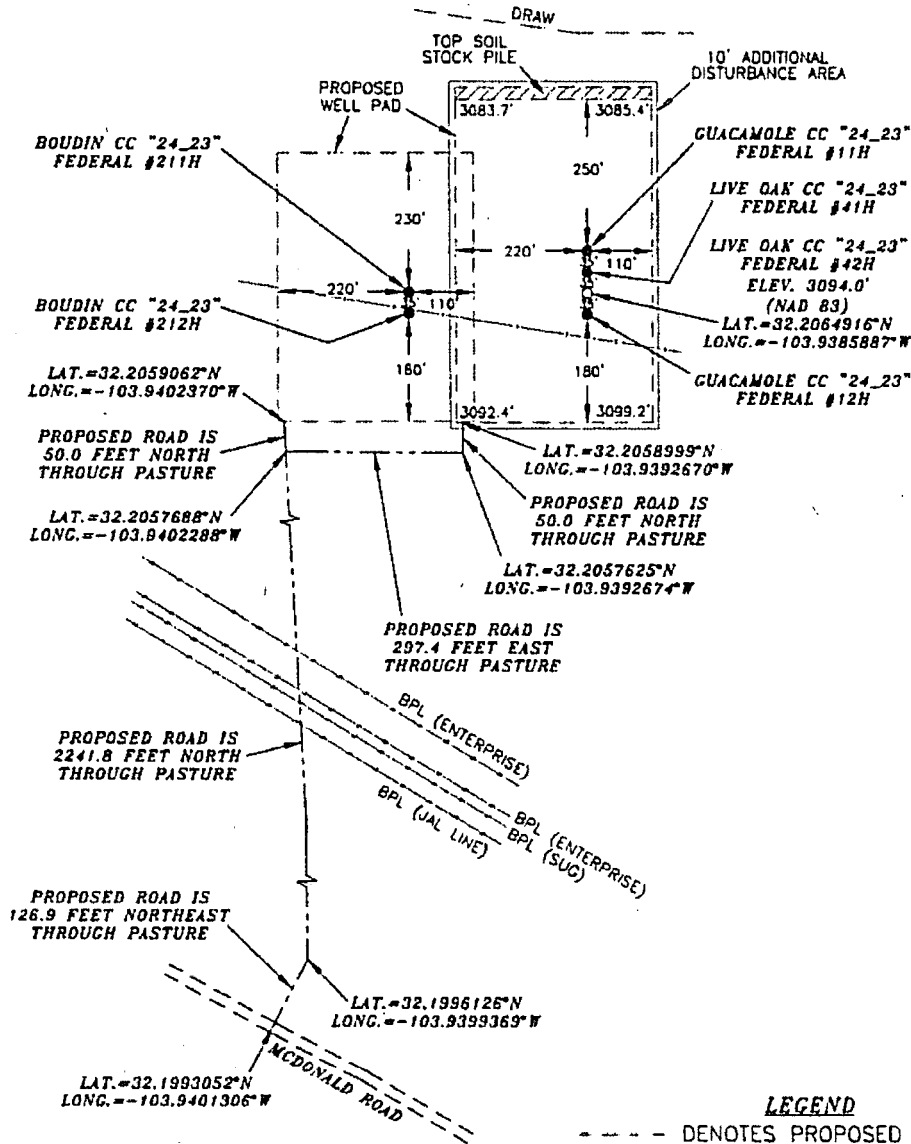 DRAW
TOP SOIL
STOCK PILE
10' ADDITIONAL
DISTURBANCE AREA
PROPOSED
WELL PAD
3083.7'
3085.4'
BOUDIN CC "24_23"
FEDERAL #211H
GUACAMOLE CC "24_23"
FEDERAL #11H
230'
250'
LIVE OAK CC "24_23"
FEDERAL #41H
220'
110'
LIVE OAK CC "24_23"
FEDERAL #42H
ELEV. 3094.0'
(NAD 83)
LAT.=32.2064916°N
LONG.=-103.9385887°W
220'
110'
BOUDIN CC "24_23"
FEDERAL #212H
160'
180'
GUACAMOLE CC "24_23"
FEDERAL #12H
LAT.=32.2059062°N
LONG.=-103.9402370°W
3092.4'
3099.2'
PROPOSED ROAD IS
50.0 FEET NORTH
THROUGH PASTURE
LAT.=32.2058999°N
LONG.=-103.9392670°W
PROPOSED ROAD IS
50.0 FEET NORTH
THROUGH PASTURE
LAT.=32.2057688°N
LONG.=-103.9402288°W
LAT.=32.2057625°N
LONG.=-103.9392674°W
PROPOSED ROAD IS
297.4 FEET EAST
THROUGH PASTURE
BPL (ENTERPRISE)
PROPOSED ROAD IS
2241.8 FEET NORTH
THROUGH PASTURE
BPL (JAL LINE)
BPL (ENTERPRISE)
BPL (SUG)
PROPOSED ROAD IS
126.9 FEET NORTHEAST
THROUGH PASTURE
LAT.=32.1996126°N
LONG.=-103.9399369°W
MCDONALD ROAD
LAT.=32.1993052°N
LONG.=-103.9401306°W
LEGEND
DENOTES PROPOSED